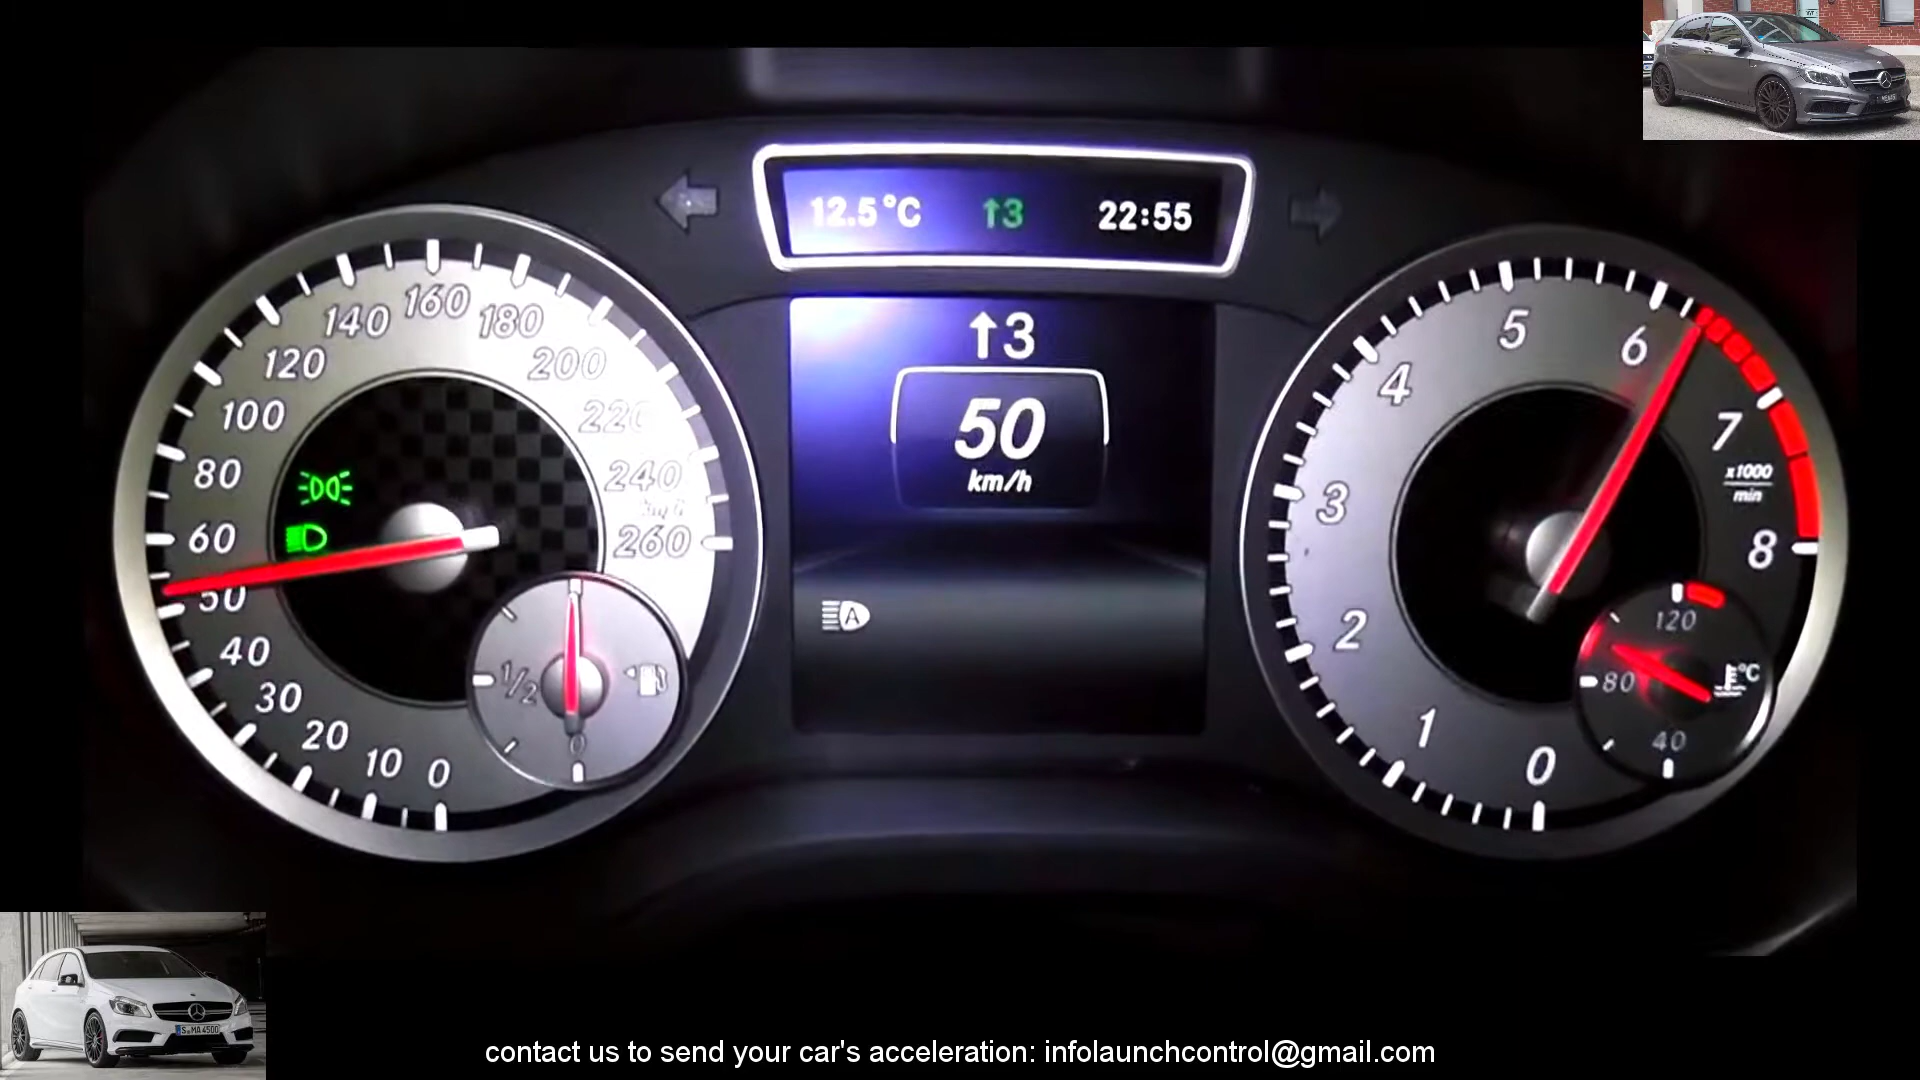 12.5°C ↑3 22:55
↑3
50
km/h
0 10 20 30 40 50 60 80 100 120 140 160 180 200 220 240 260
1/2
0
0 1 2 3 4 5 6 7 8
x1000
min
120
80
°C
40
A
S MA 4500
contact us to send your car's acceleration: infolaunchcontrol@gmail.com